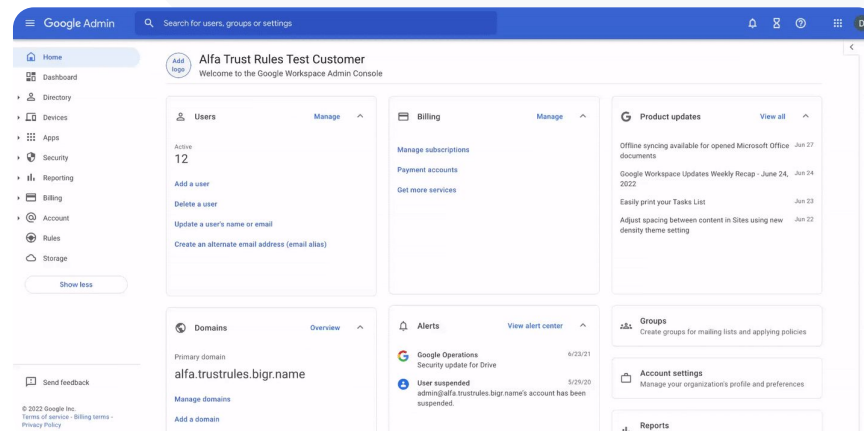 Google Admin
Search for users, groups or settings
D
Home
Dashboard
Directory
Devices
Apps
Security
Reporting
Billing
Account
Rules
Storage
Show less
Send feedback
© 2022 Google Inc.
Terms of service - Billing terms -
Privacy Policy
Add
logo
Alfa Trust Rules Test Customer
Welcome to the Google Workspace Admin Console
Users Manage
Active
12
Add a user
Delete a user
Update a user's name or email
Create an alternate email address (email alias)
Billing Manage
Manage subscriptions
Payment accounts
Get more services
Product updates View all
Offline syncing available for opened Microsoft Office Jun 27
documents
Google Workspace Updates Weekly Recap - June 24, Jun 24
2022
Easily print your Tasks List Jun 23
Adjust spacing between content in Sites using new Jun 22
density theme setting
Domains Overview
Primary domain
alfa.trustrules.bigr.name
Manage domains
Add a domain
Alerts View alert center
Google Operations 6/23/21
Security update for Drive
User suspended 5/29/20
admin@alfa.trustrules.bigr.name's account has been
suspended.
Groups
Create groups for mailing lists and applying policies
Account settings
Manage your organization's profile and preferences
Reports